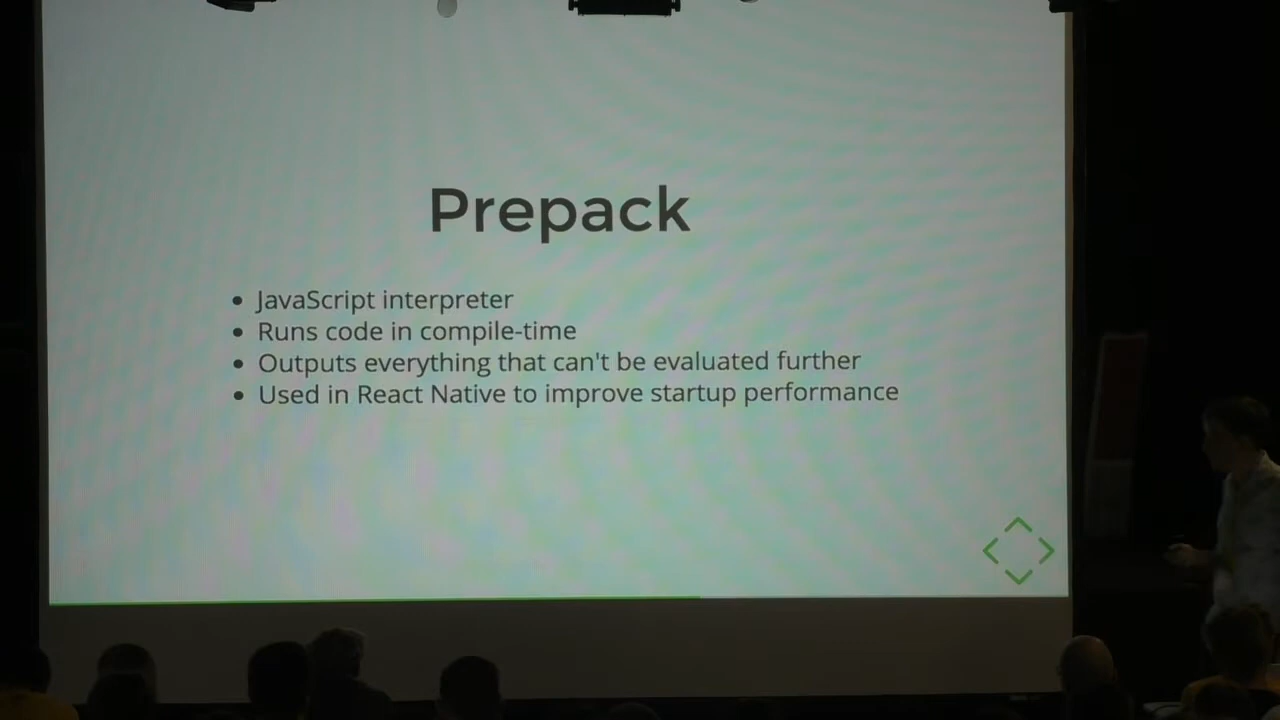 Prepack
JavaScript interpreter
Runs code in compile-time
Outputs everything that can't be evaluated further
Used in React Native to improve startup performance